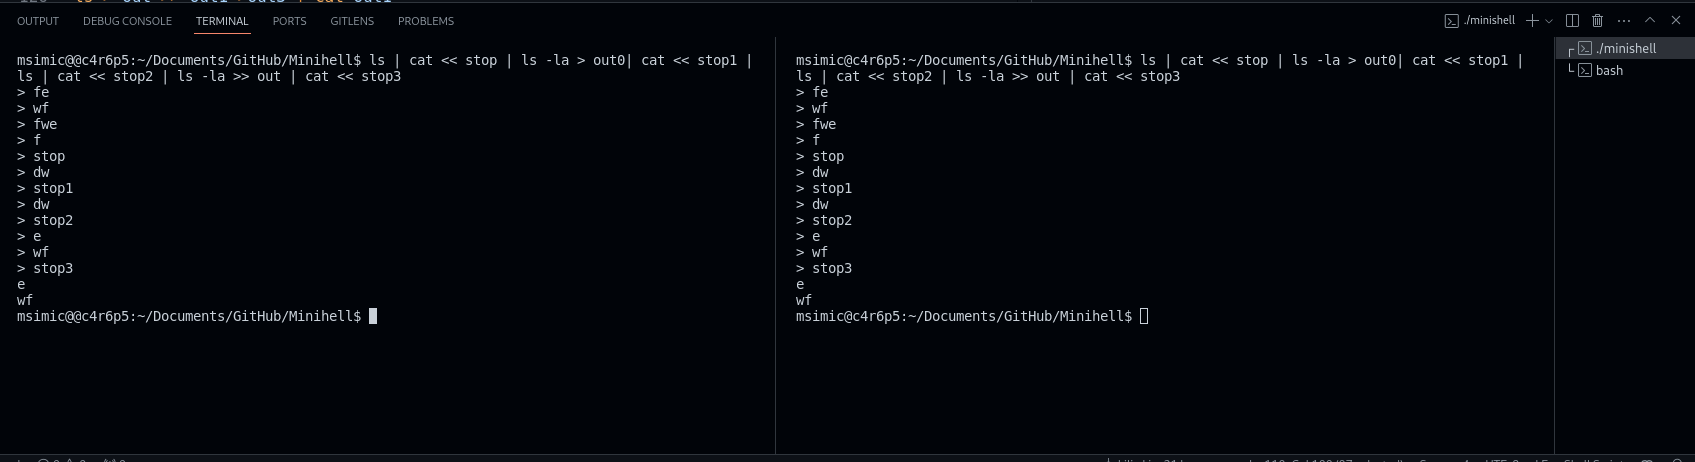 OUTPUT DEBUG CONSOLE TERMINAL PORTS GITLENS PROBLEMS ./minishell
msimic@@c4r6p5:~/Documents/GitHub/Minihell$ ls | cat << stop | ls -la > out0| cat << stop1 |
ls | cat << stop2 | ls -la >> out | cat << stop3
> fe
> wf
> fwe
> f
> stop
> dw
> stop1
> dw
> stop2
> e
> wf
> stop3
e
wf
msimic@@c4r6p5:~/Documents/GitHub/Minihell$
msimic@c4r6p5:~/Documents/GitHub/Minihell$ ls | cat << stop | ls -la > out0| cat << stop1 |
ls | cat << stop2 | ls -la >> out | cat << stop3
> fe
> wf
> fwe
> f
> stop
> dw
> stop1
> dw
> stop2
> e
> wf
> stop3
e
wf
msimic@c4r6p5:~/Documents/GitHub/Minihell$
./minishell
bash